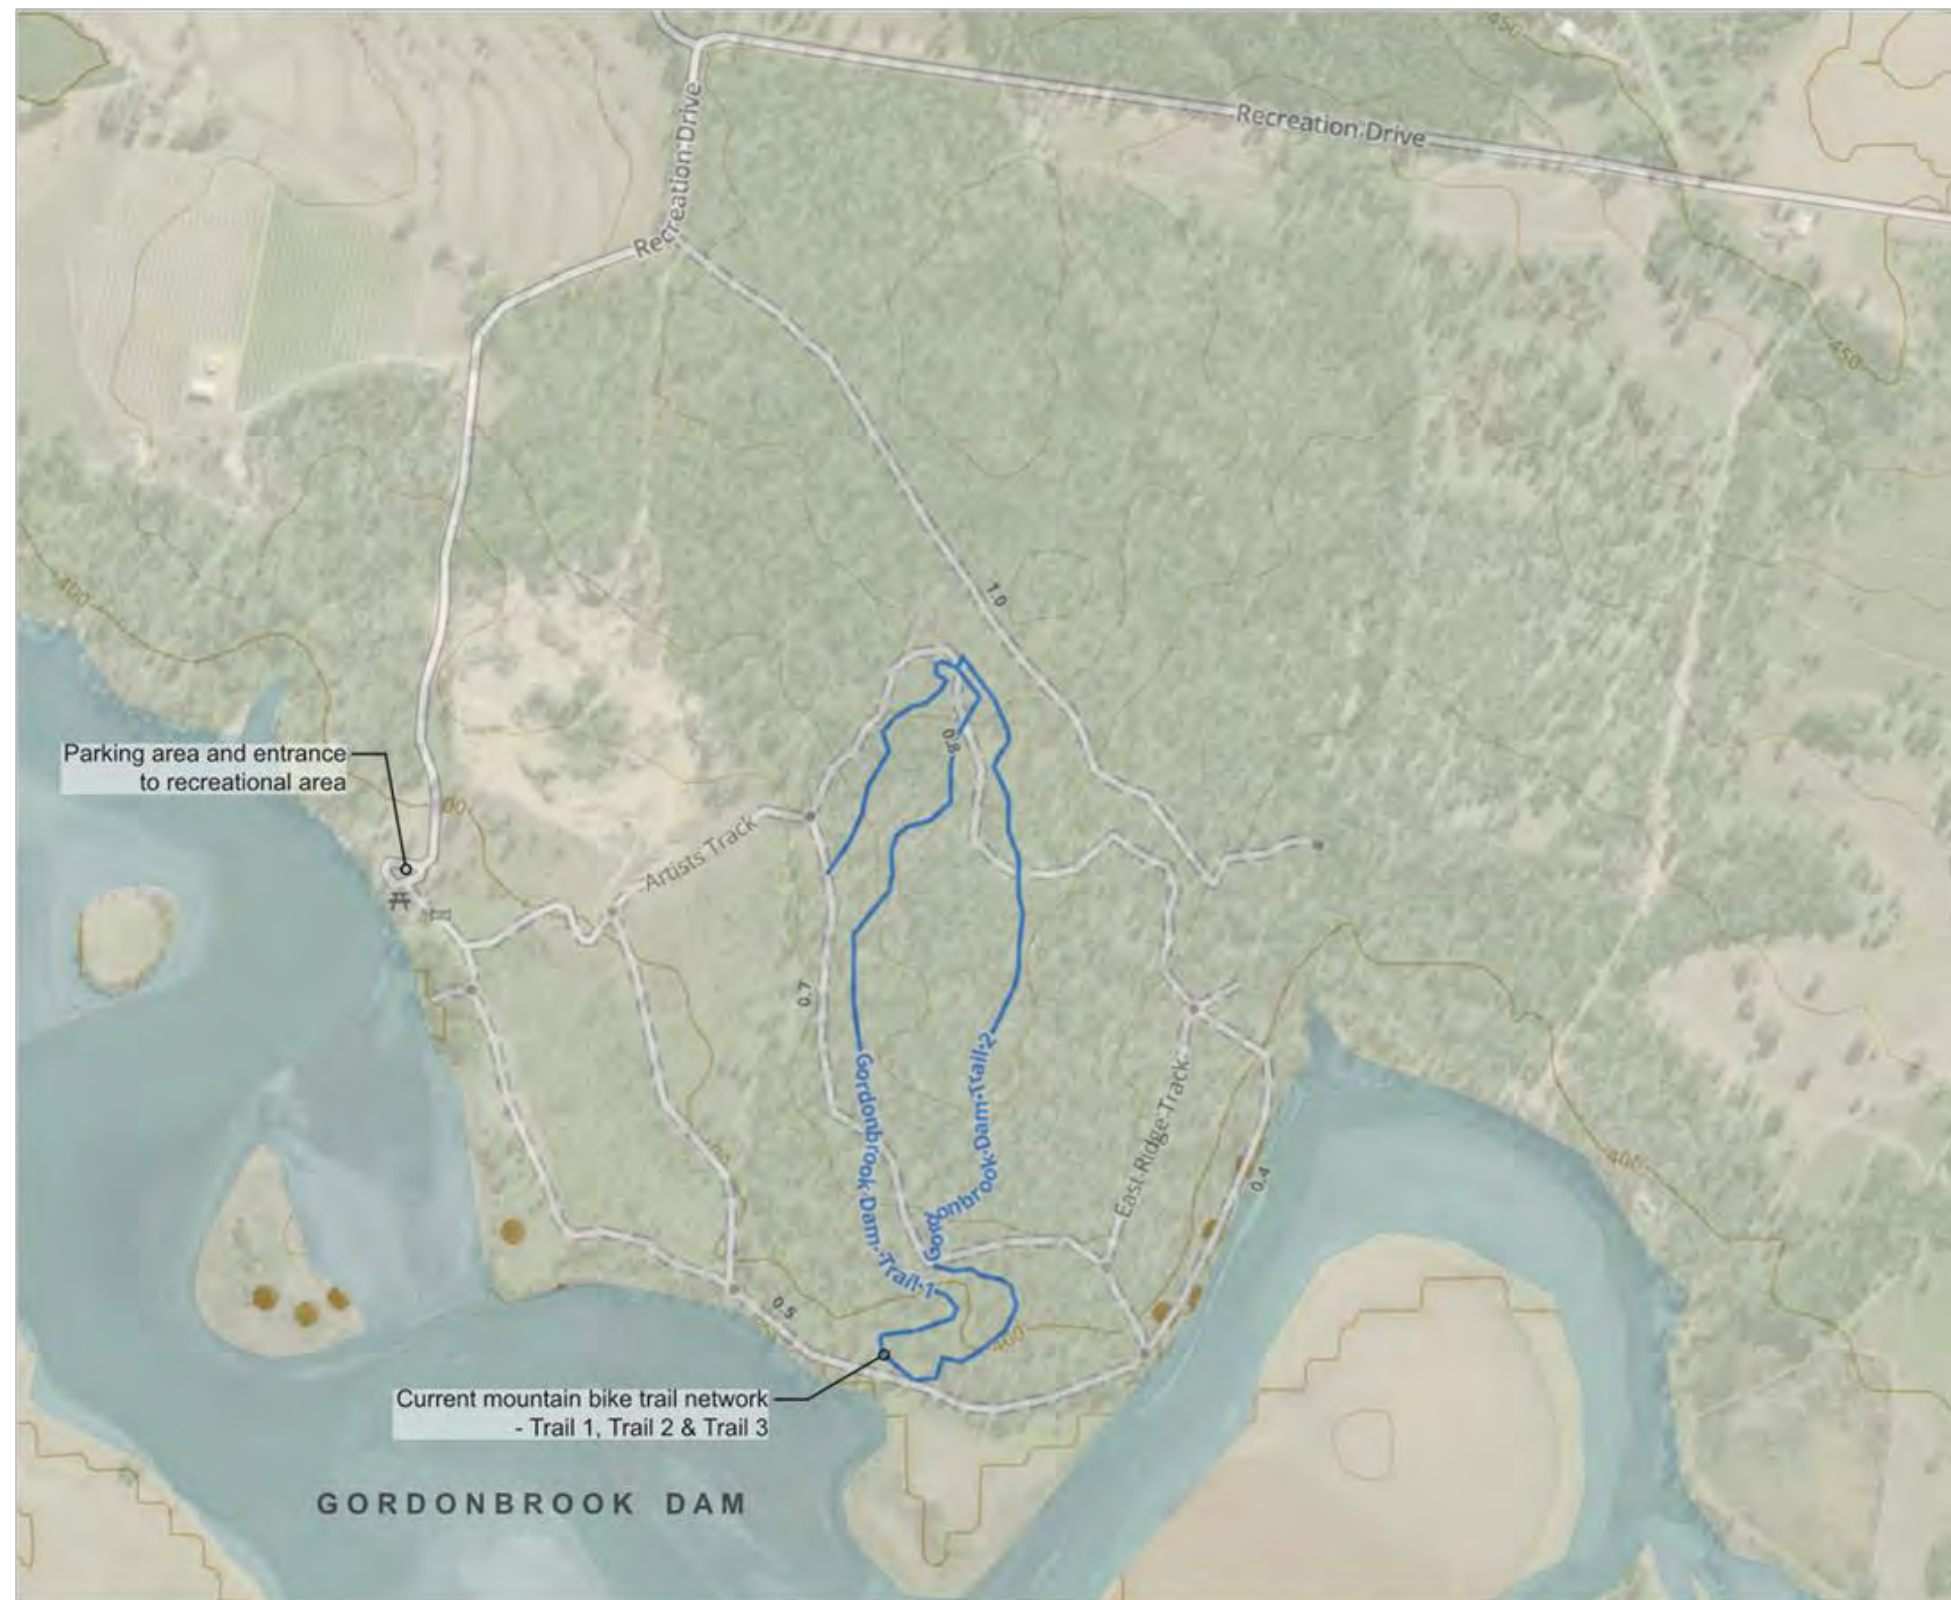 450
Recreation Drive
Recreation Drive
Recreation Drive
450
400
1.0
Parking area and entrance
to recreational area
0.8
00
Artists Track
0.7
Gordonbrook Dam - Trail 1
Gordonbrook Dam Trail 2
East Ridge Track
0.4
400
0.5
400
Current mountain bike trail network
- Trail 1, Trail 2 & Trail 3
GORDONBROOK DAM